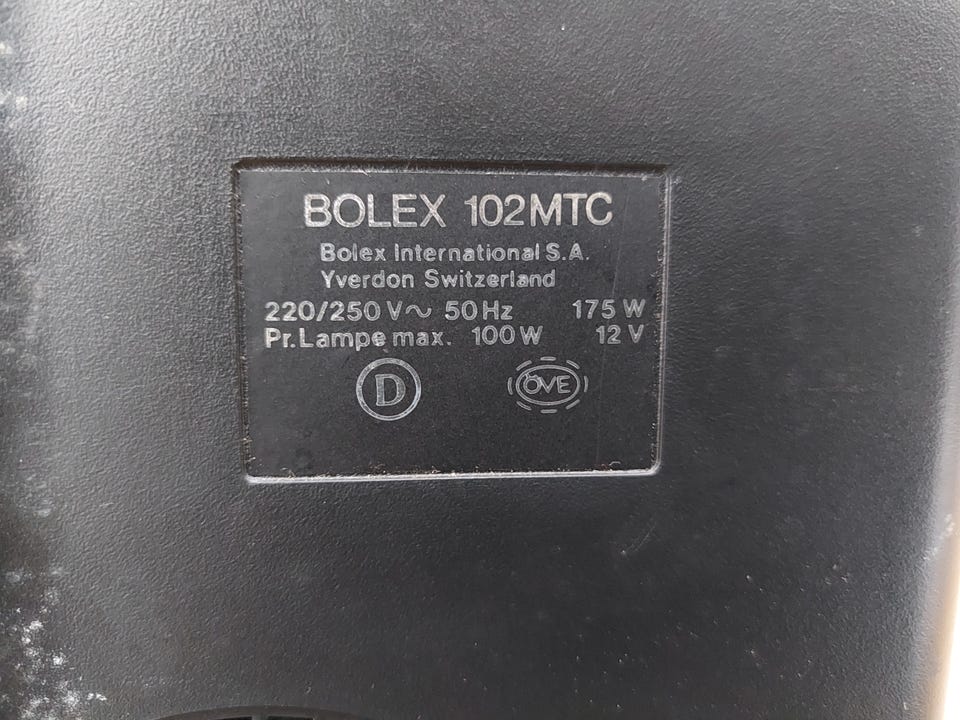 BOLEX 102MTC
Bolex International S.A.
Yverdon Switzerland
220/250 V~ 50 Hz 175 W
Pr. Lampe max. 100 W 12 V
D ÖVE